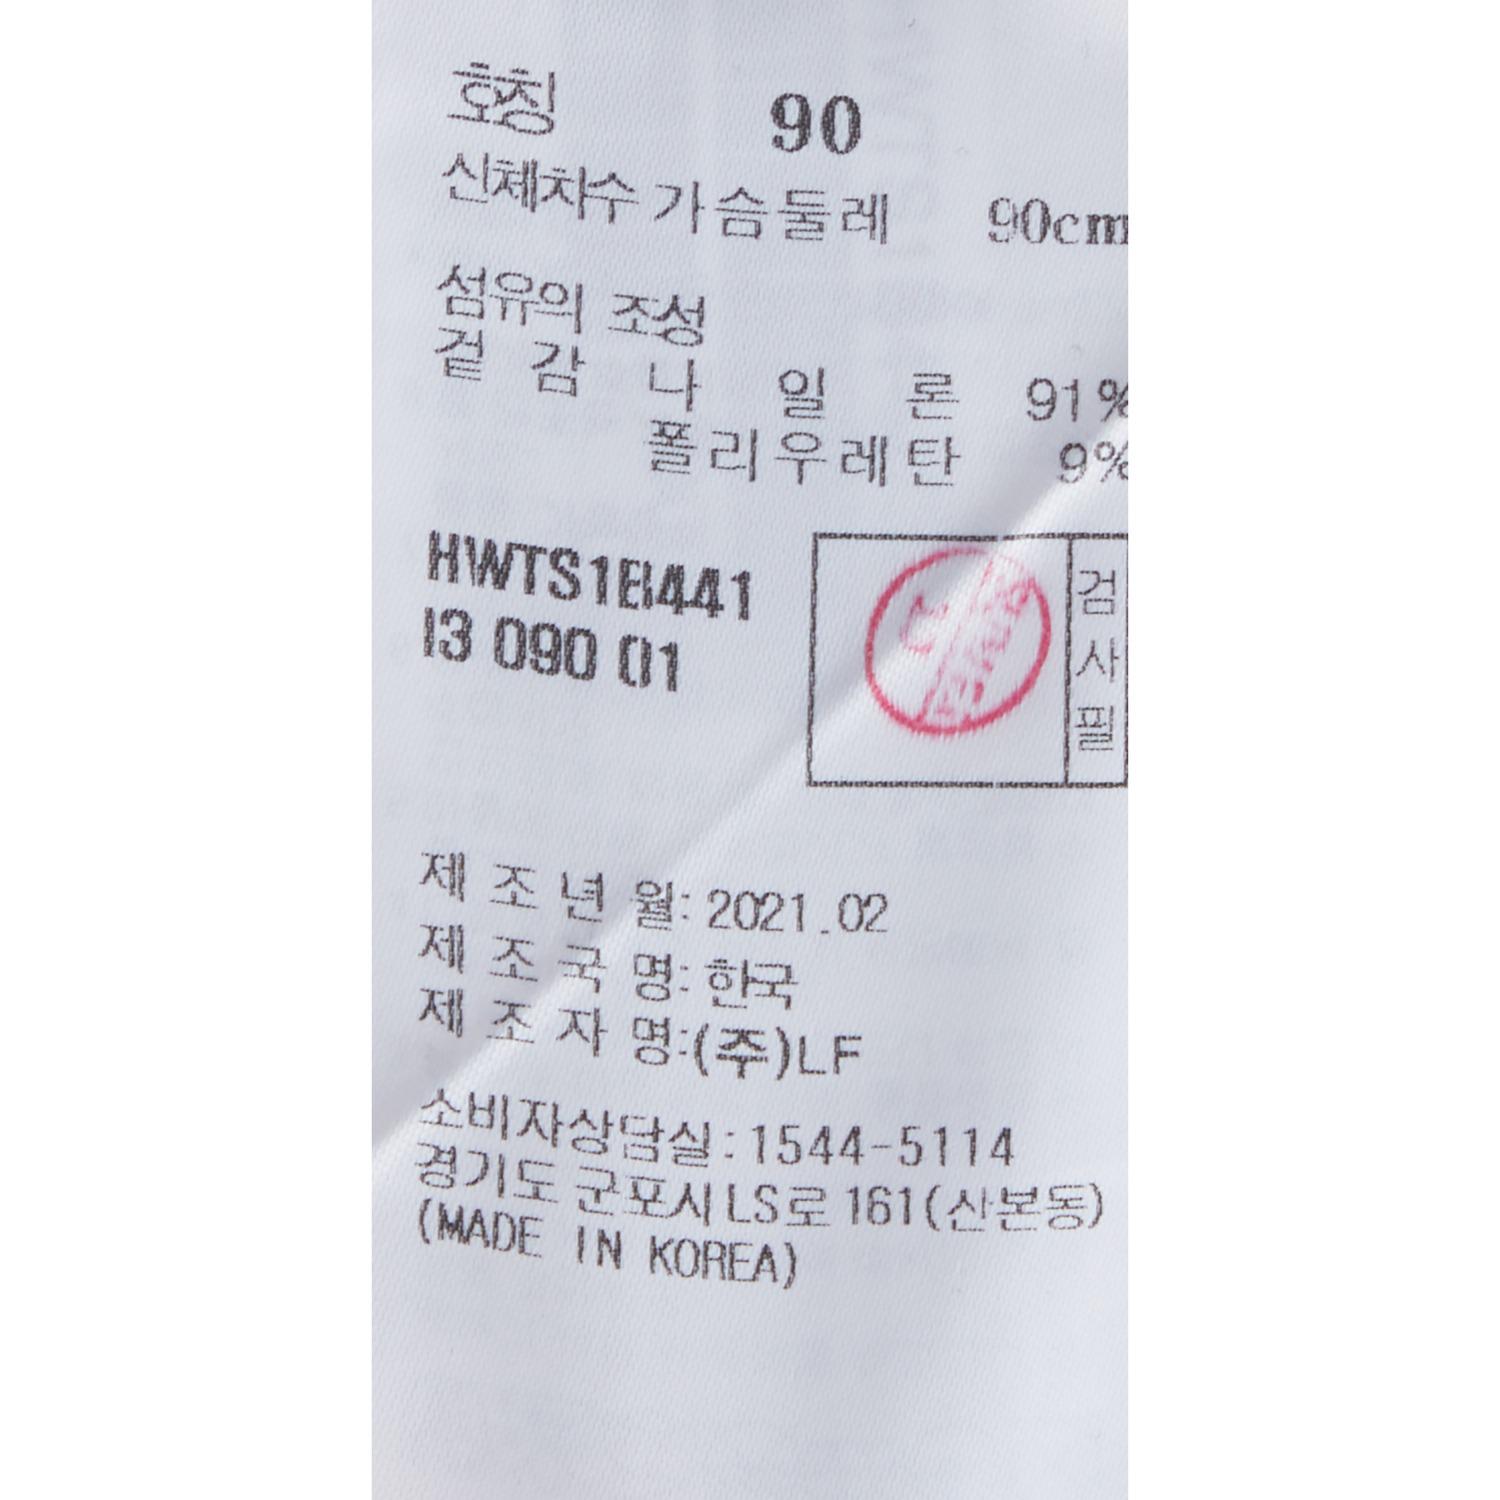 호칭 90
신체치수 가슴둘레 90cm
섬유의 조성
겉 감 나 일 론 91%
폴리우레탄 9%
HWTS1B441
I3 090 01
검
사
필
제 조 년 월: 2021.02
제 조 국 명: 한국
제 조 자 명:(주)LF
소비자상담실:1544-5114
경기도 군포시 LS로 161(산본동)
(MADE IN KOREA)